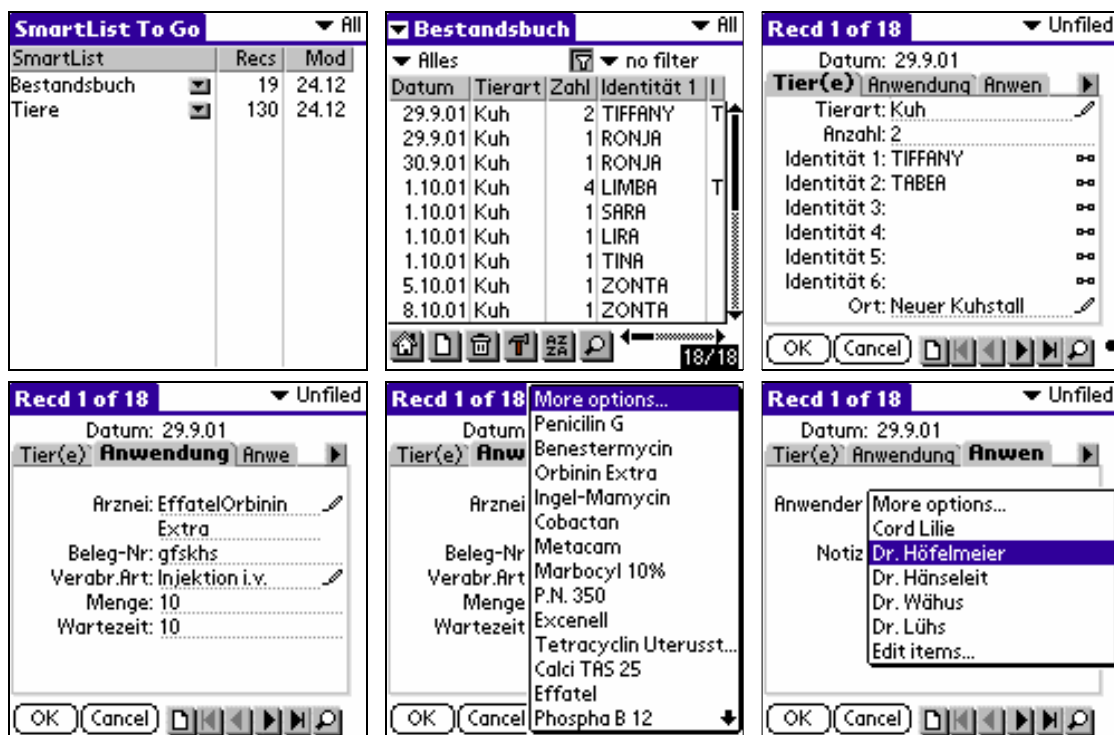 SmartList To Go ▼ All
SmartList Recs Mod
Bestandsbuch 19 24.12
Tiere 130 24.12
▼ Bestandsbuch ▼ All
▼ Alles ▼ no filter
Datum Tierart Zahl Identität 1 I
29.9.01 Kuh 2 TIFFANY T
29.9.01 Kuh 1 RONJA
30.9.01 Kuh 1 RONJA
1.10.01 Kuh 4 LIMBA T
1.10.01 Kuh 1 SARA
1.10.01 Kuh 1 LIRA
1.10.01 Kuh 1 TINA
5.10.01 Kuh 1 ZONTA
8.10.01 Kuh 1 ZONTA
AZ
ZA
18/18
Recd 1 of 18 ▼ Unfiled
Datum: 29.9.01
Tier(e) Anwendung Anwen
Tierart: Kuh
Anzahl: 2
Identität 1: TIFFANY
Identität 2: TABEA
Identität 3:
Identität 4:
Identität 5:
Identität 6:
Ort: Neuer Kuhstall
OK Cancel
Recd 1 of 18 ▼ Unfiled
Datum: 29.9.01
Tier(e) Anwendung Anwe
Arznei: EffatelOrbinin
Extra
Beleg-Nr: gfskhs
Verabr.Art: Injektion i.v.
Menge: 10
Wartezeit: 10
OK Cancel
Recd 1 of 18
Datum
Tier(e) Anw
Arznei
Beleg-Nr
Verabr.Art
Menge
Wartezeit
OK Cancel
More options...
Penicilin G
Benestermycin
Orbinin Extra
Ingel-Mamycin
Cobactan
Metacam
Marbocyl 10%
P.N. 350
Excenell
Tetracyclin Uterusst...
Calci TAS 25
Effatel
Phospha B 12
Recd 1 of 18 ▼ Unfiled
Datum: 29.9.01
Tier(e) Anwendung Anwen
Anwender
Notiz
More options...
Cord Lilie
Dr. Höfelmeier
Dr. Hänseleit
Dr. Wähus
Dr. Lühs
Edit items...
OK Cancel